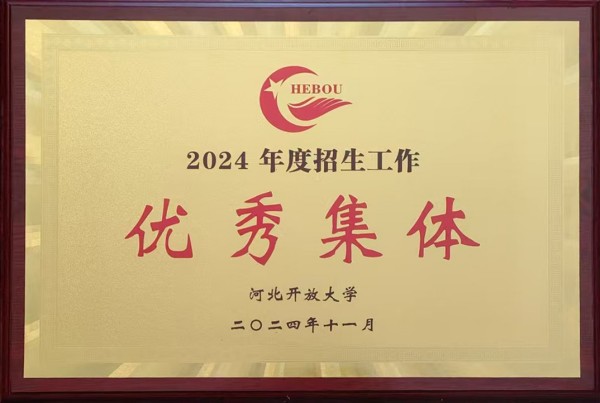 HEBOU
2024 年度招生工作
优秀集体
河北开放大学
二〇二四年十一月